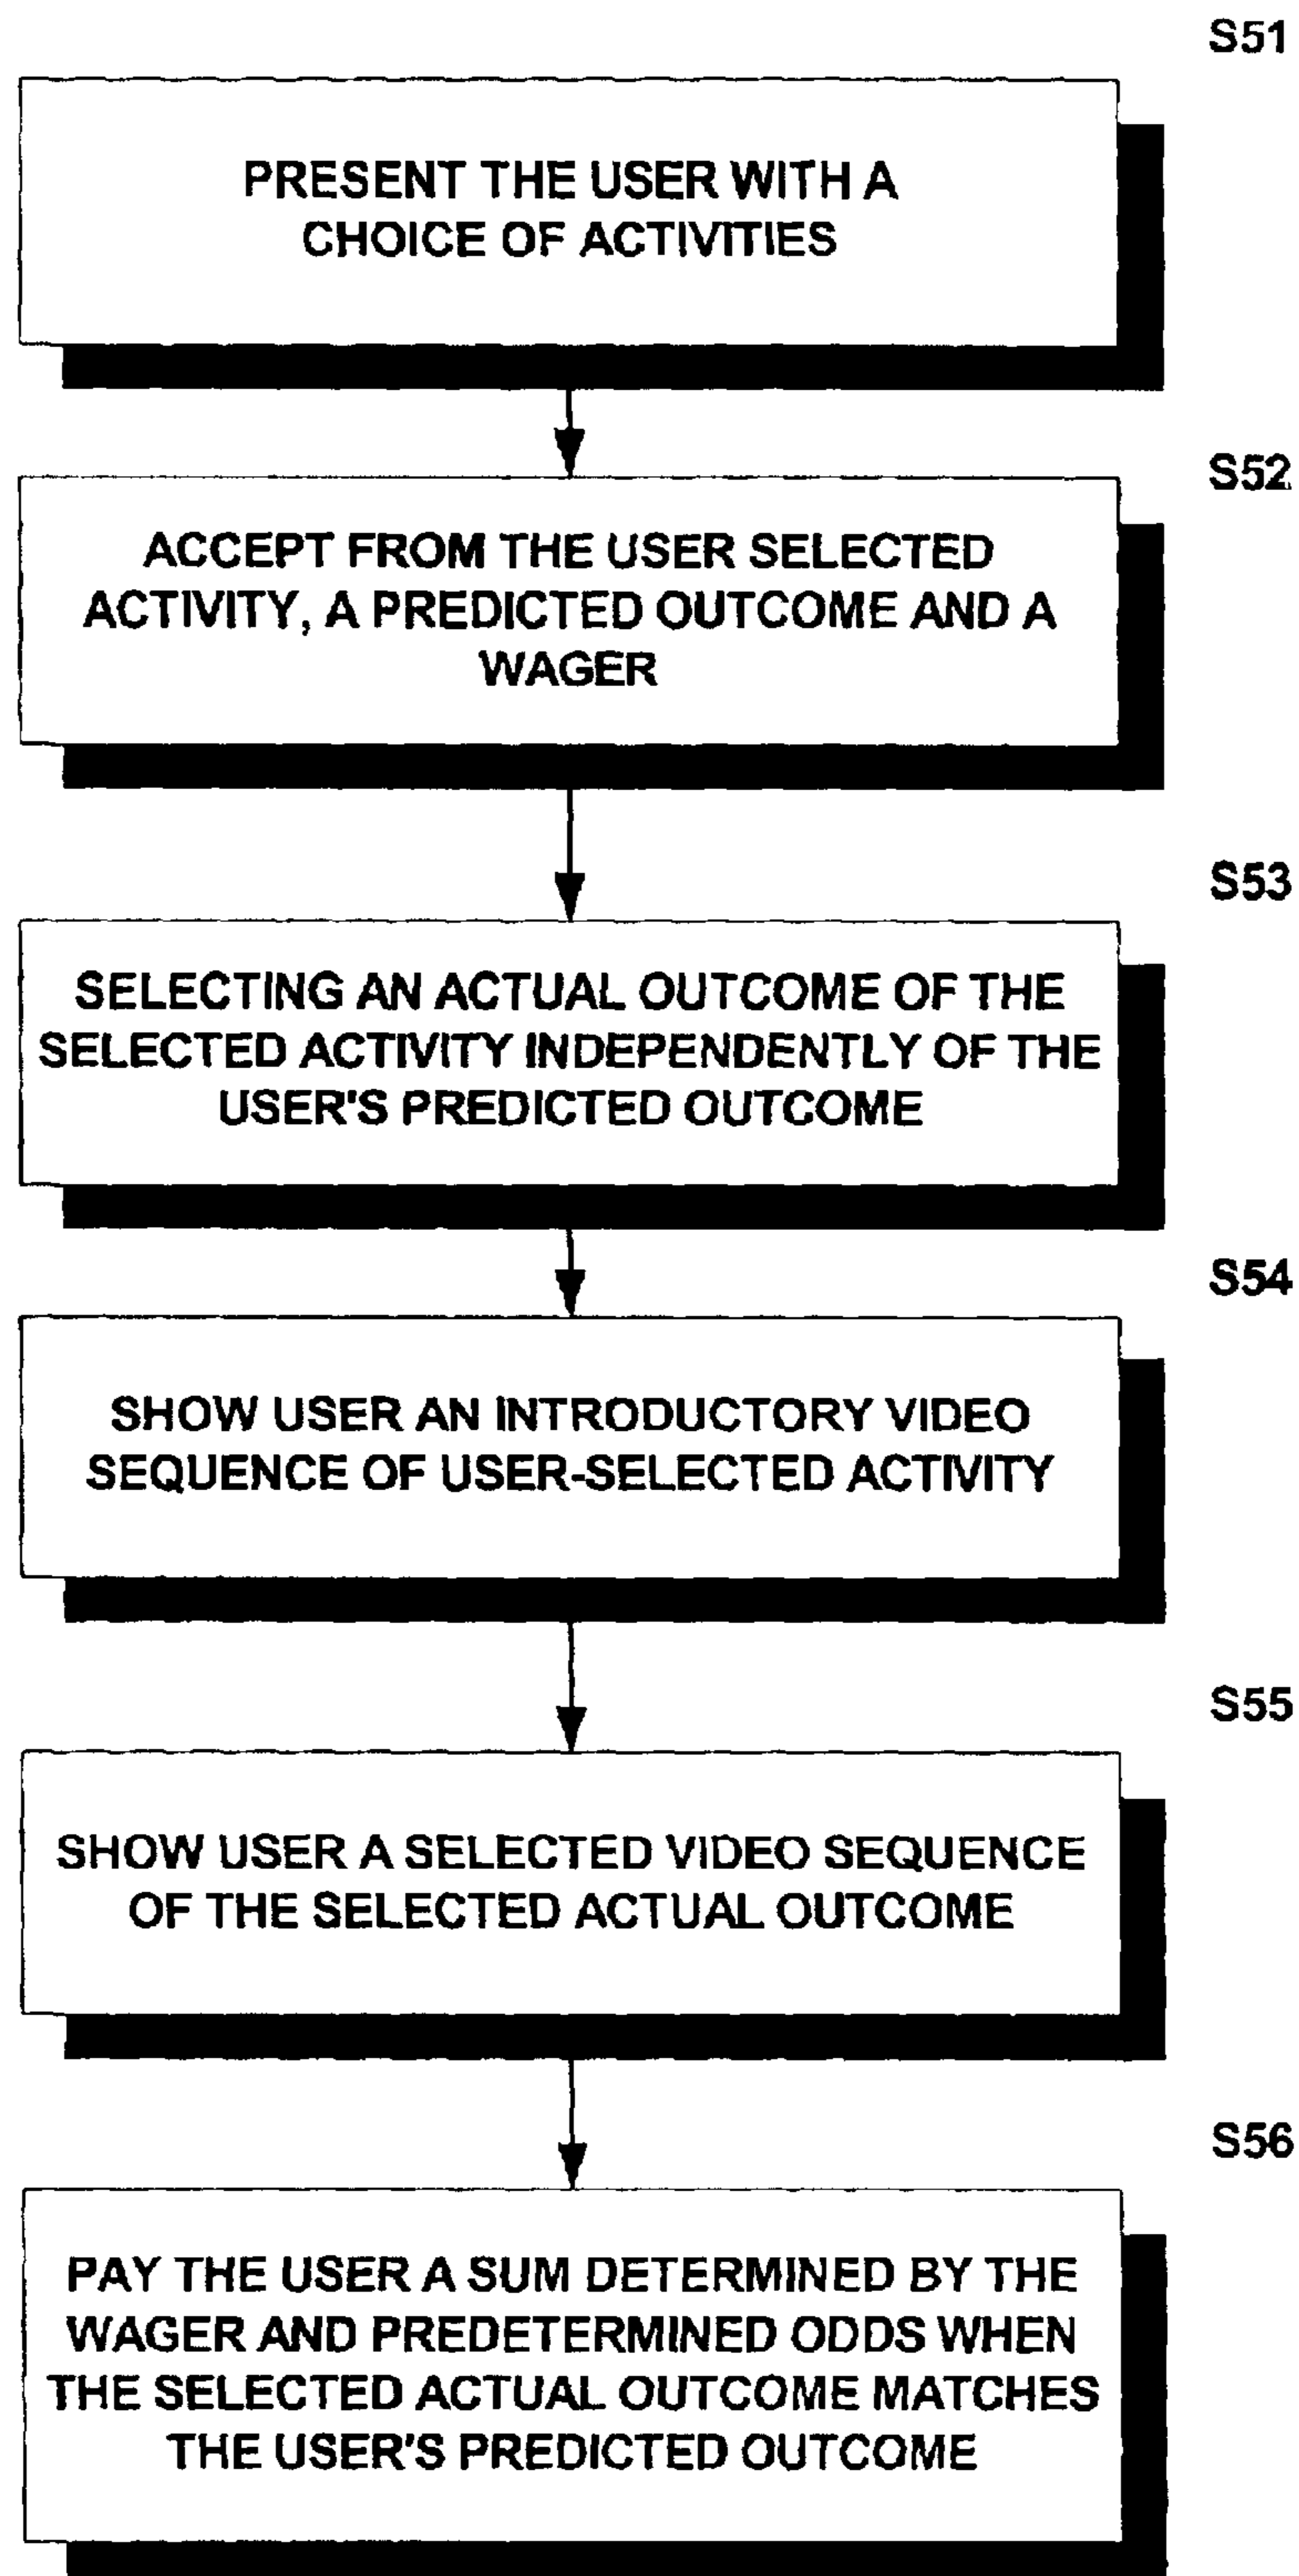 S51
PRESENT THE USER WITH A
CHOICE OF ACTIVITIES
S52
ACCEPT FROM THE USER SELECTED
ACTIVITY, A PREDICTED OUTCOME AND A
WAGER
S53
SELECTING AN ACTUAL OUTCOME OF THE
SELECTED ACTIVITY INDEPENDENTLY OF THE
USER'S PREDICTED OUTCOME
S54
SHOW USER AN INTRODUCTORY VIDEO
SEQUENCE OF USER-SELECTED ACTIVITY
S55
SHOW USER A SELECTED VIDEO SEQUENCE
OF THE SELECTED ACTUAL OUTCOME
S56
PAY THE USER A SUM DETERMINED BY THE
WAGER AND PREDETERMINED ODDS WHEN
THE SELECTED ACTUAL OUTCOME MATCHES
THE USER'S PREDICTED OUTCOME